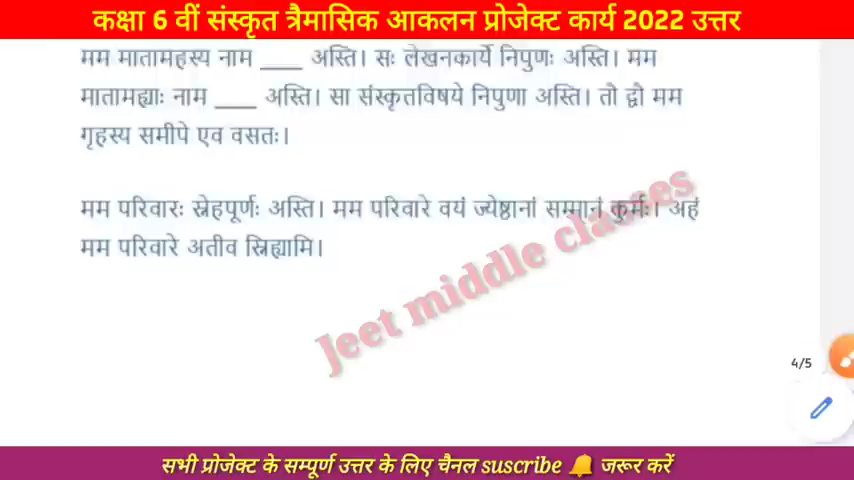 कक्षा 6 वीं संस्कृत त्रैमासिक आकलन प्रोजेक्ट कार्य 2022 उत्तर
मम मातामहस्य नाम ____ अस्ति। सः लेखनकार्ये निपुणः अस्ति। मम
मातामह्याः नाम ____ अस्ति। सा संस्कृतविषये निपुणा अस्ति। तौ द्वौ मम
गृहस्य समीपे एव वसतः।
मम परिवारः स्नेहपूर्णः अस्ति। मम परिवारे वयं ज्येष्ठानां सम्मानं कुर्मः। अहं
मम परिवारे अतीव स्निह्यामि।
Jeet middle classes
4/5
सभी प्रोजेक्ट के सम्पूर्ण उत्तर के लिए चैनल suscribe 🔔 जरूर करें